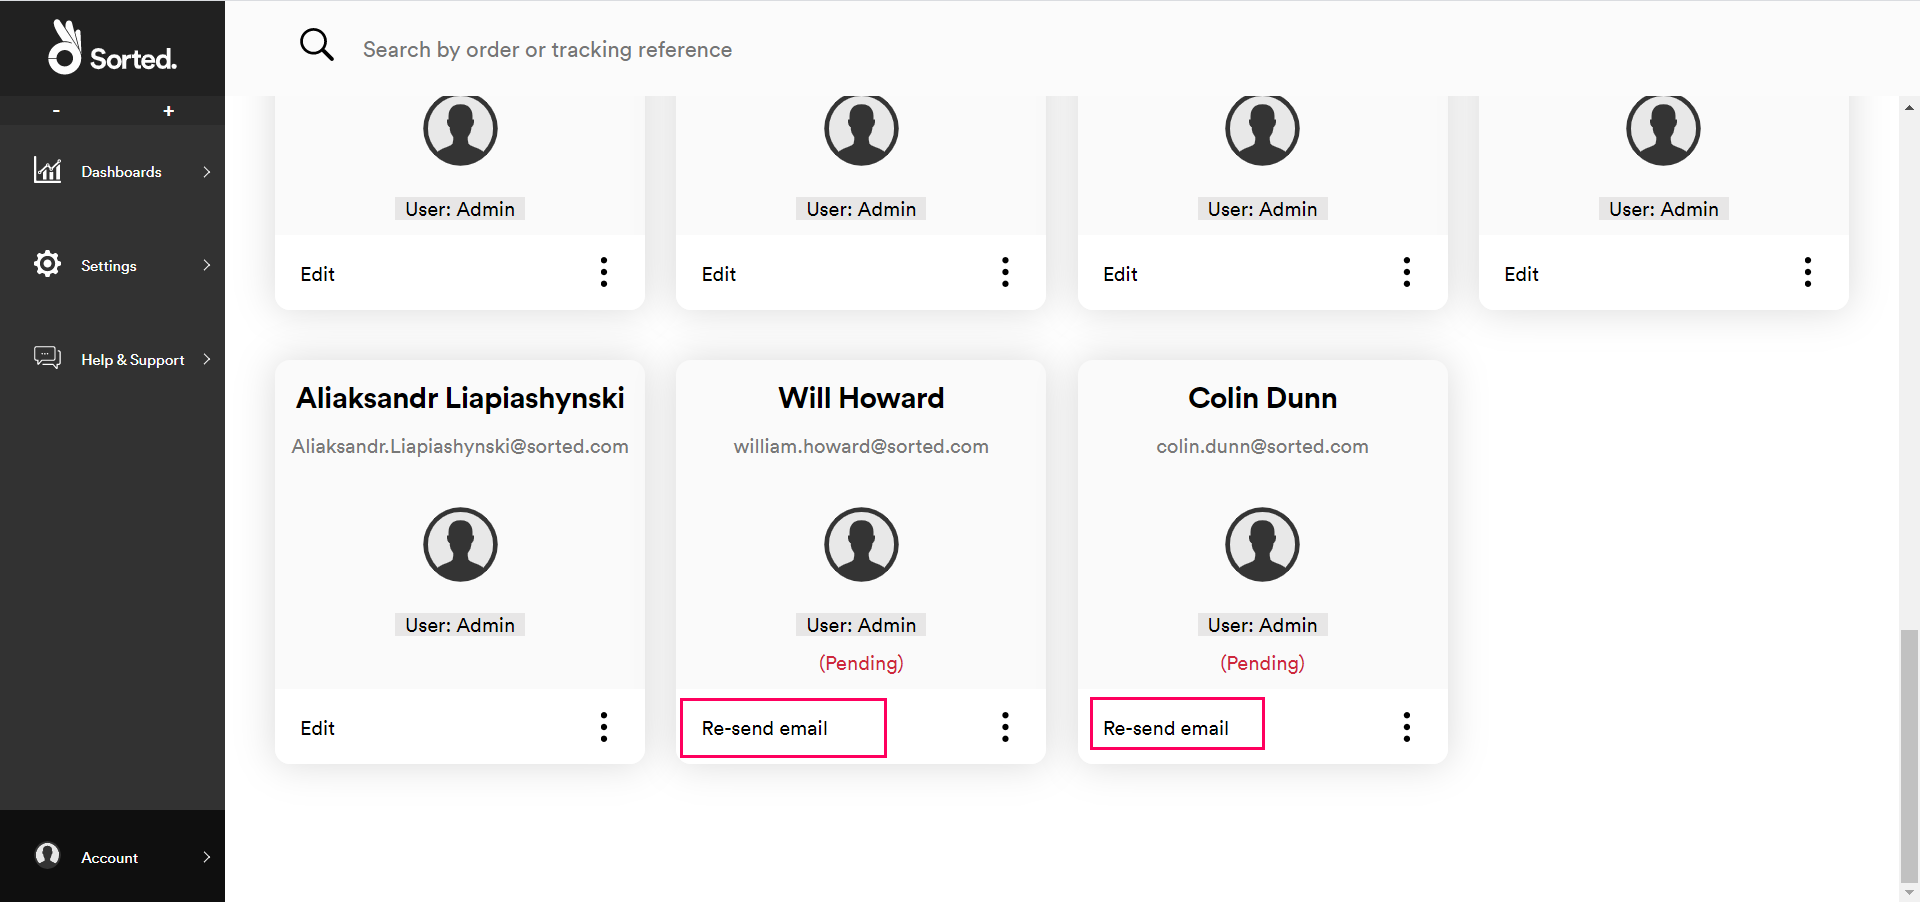 Sorted.
Search by order or tracking reference
- +
Dashboards
Settings
Help & Support
User: Admin
User: Admin
User: Admin
User: Admin
Edit
Edit
Edit
Edit
Aliaksandr Liapiashynski
Aliaksandr.Liapiashynski@sorted.com
User: Admin
Edit
Will Howard
william.howard@sorted.com
User: Admin
(Pending)
Re-send email
Colin Dunn
colin.dunn@sorted.com
User: Admin
(Pending)
Re-send email
Account